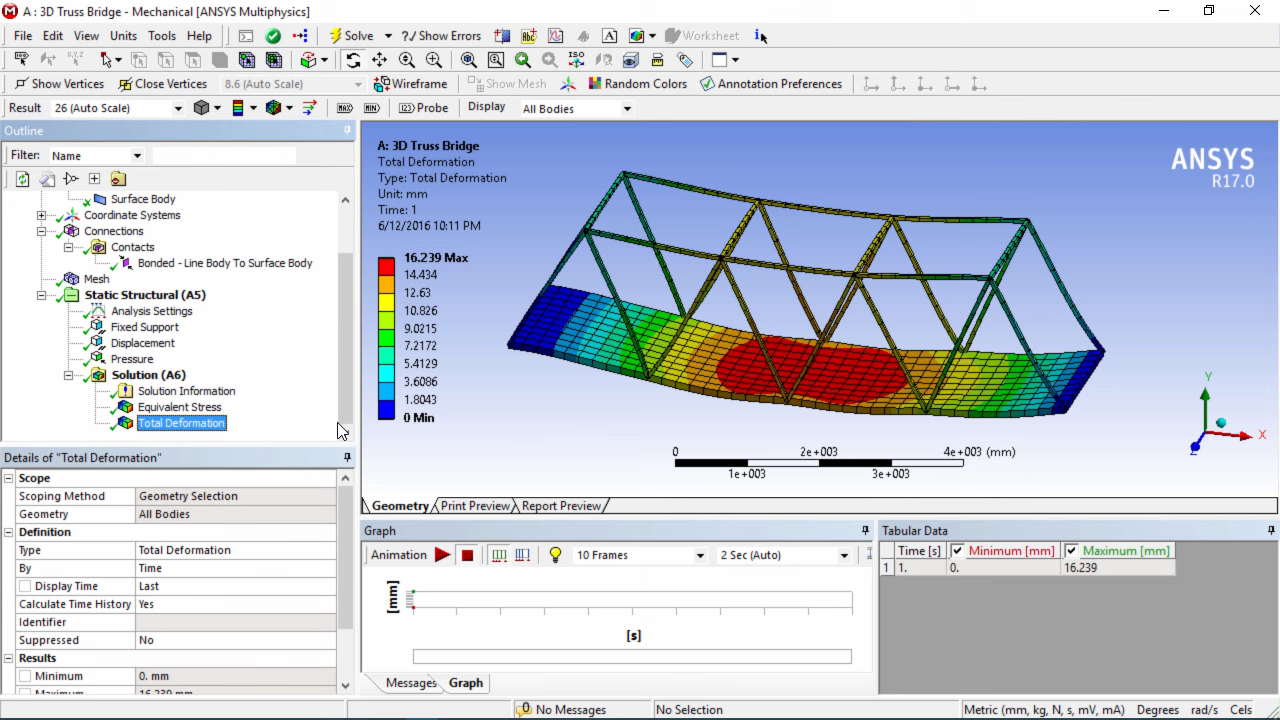 A : 3D Truss Bridge - Mechanical [ANSYS Multiphysics]
File Edit View Units Tools Help Solve ?/ Show Errors Worksheet
Show Vertices Close Vertices 8.6 (Auto Scale) Wireframe Show Mesh Random Colors Annotation Preferences
Result 26 (Auto Scale) MAX MIN Probe Display All Bodies
Outline
Filter: Name
Surface Body
Coordinate Systems
Connections
Contacts
Bonded - Line Body To Surface Body
Mesh
Static Structural (A5)
Analysis Settings
Fixed Support
Displacement
Pressure
Solution (A6)
Solution Information
Equivalent Stress
Total Deformation
Details of "Total Deformation"
Scope
Scoping Method Geometry Selection
Geometry All Bodies
Definition
Type Total Deformation
By Time
Display Time Last
Calculate Time History Yes
Identifier
Suppressed No
Results
Minimum 0. mm
Maximum 16.239 mm
A: 3D Truss Bridge
Total Deformation
Type: Total Deformation
Unit: mm
Time: 1
6/12/2016 10:11 PM
16.239 Max
14.434
12.63
10.826
9.0215
7.2172
5.4129
3.6086
1.8043
0 Min
ANSYS
R17.0
Y
X
Z
0 2e+003 4e+003 (mm)
1e+003 3e+003
Geometry Print Preview Report Preview
Graph
Animation 10 Frames 2 Sec (Auto)
[mm]
[s]
Messages Graph
Tabular Data
Time [s] Minimum [mm] Maximum [mm]
1 1. 0. 16.239
0 No Messages No Selection Metric (mm, kg, N, s, mV, mA) Degrees rad/s Cels